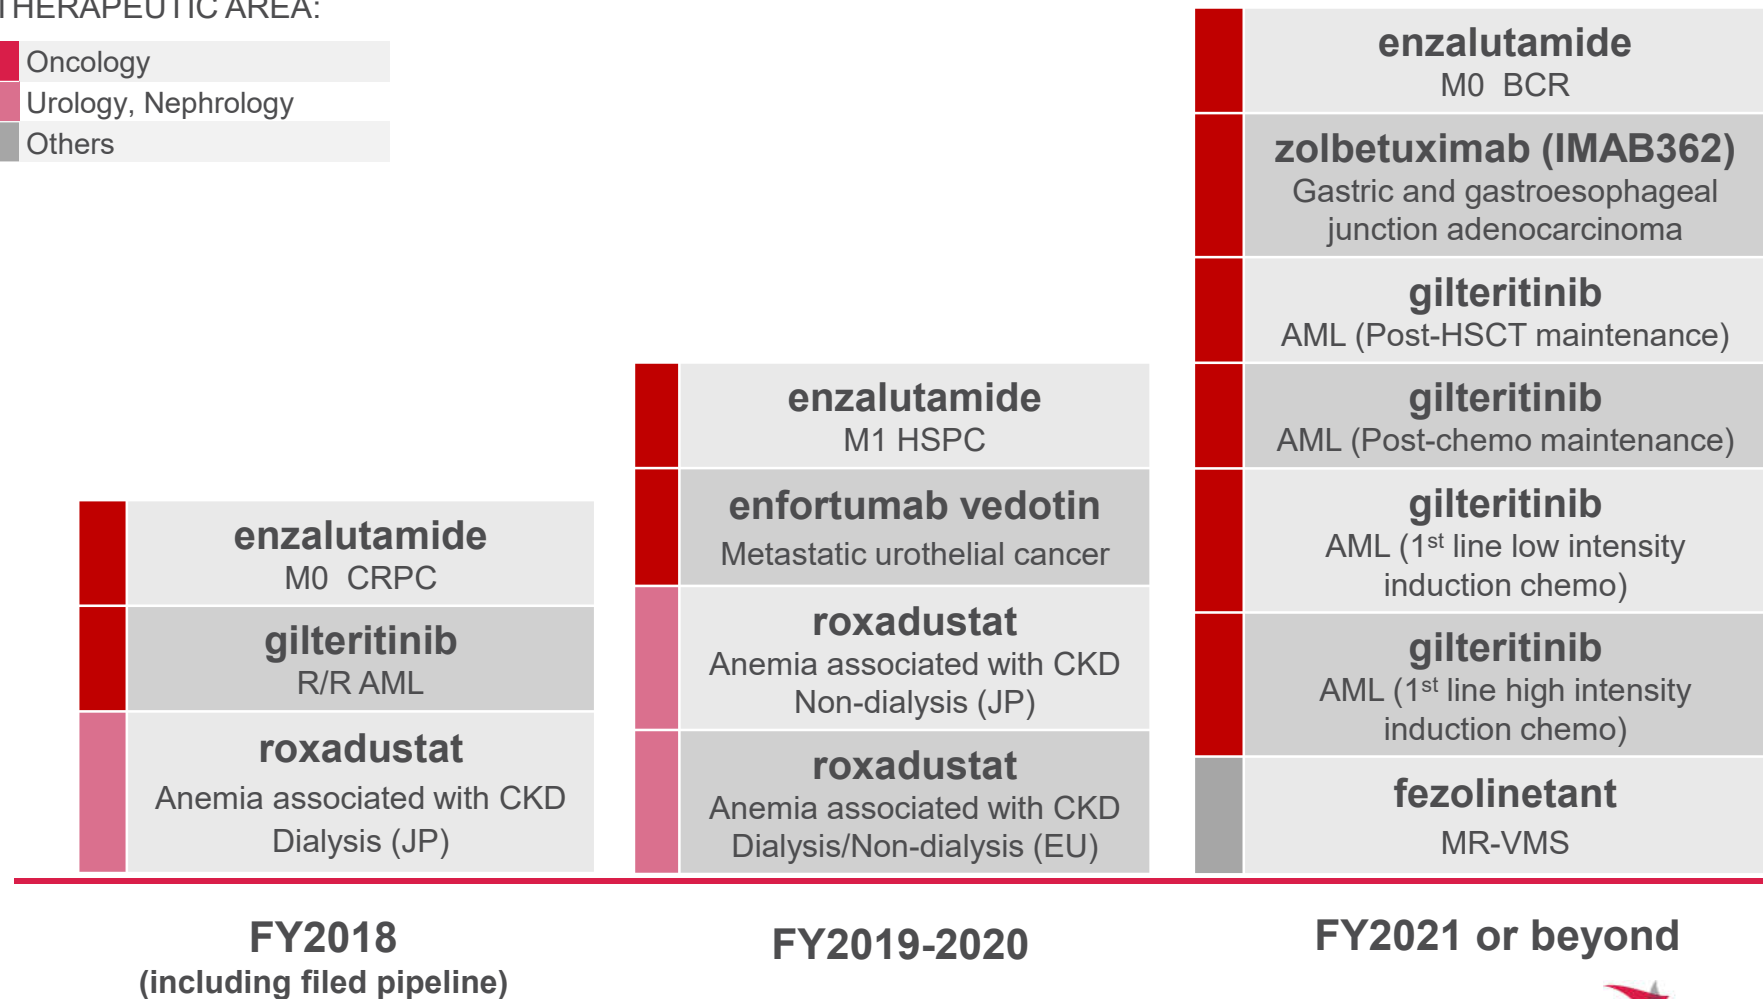 THERAPEUTIC AREA:
Oncology
Urology, Nephrology
Others
enzalutamide
M0 CRPC
gilteritinib
R/R AML
roxadustat
Anemia associated with CKD
Dialysis (JP)
FY2018
(including filed pipeline)
enzalutamide
M1 HSPC
enfortumab vedotin
Metastatic urothelial cancer
roxadustat
Anemia associated with CKD
Non-dialysis (JP)
roxadustat
Anemia associated with CKD
Dialysis/Non-dialysis (EU)
FY2019-2020
enzalutamide
M0 BCR
zolbetuximab (IMAB362)
Gastric and gastroesophageal
junction adenocarcinoma
gilteritinib
AML (Post-HSCT maintenance)
gilteritinib
AML (Post-chemo maintenance)
gilteritinib
AML (1st line low intensity
induction chemo)
gilteritinib
AML (1st line high intensity
induction chemo)
fezolinetant
MR-VMS
FY2021 or beyond